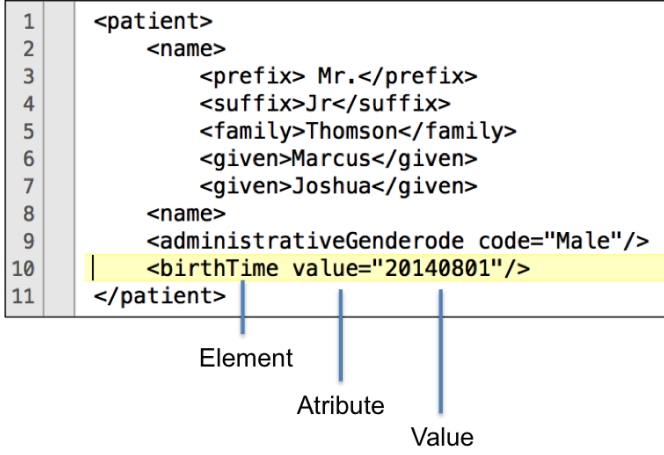 1 <patient>
2 <name>
3 <prefix> Mr.</prefix>
4 <suffix>Jr</suffix>
5 <family>Thomson</family>
6 <given>Marcus</given>
7 <given>Joshua</given>
8 <name>
9 <administrativeGenderode code="Male"/>
10 <birthTime value="20140801"/>
11 </patient>
Element
Atribute
Value